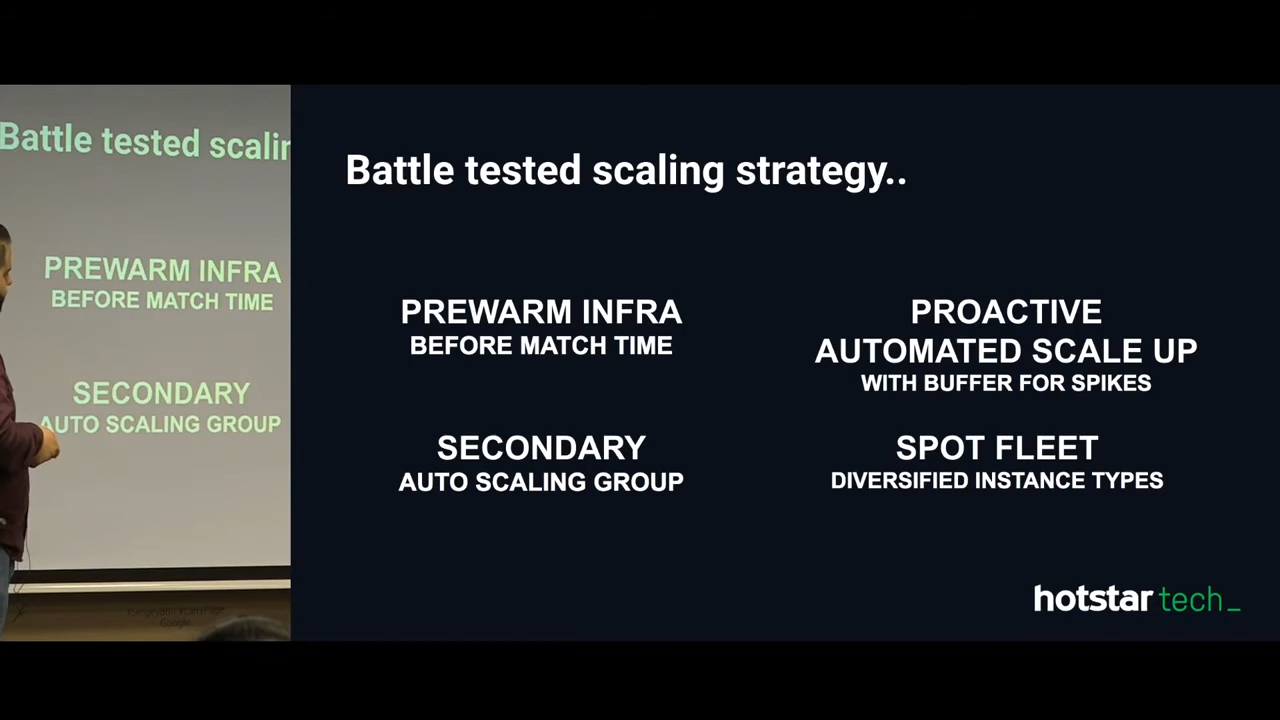 Battle tested scalin
PREWARM INFRA
BEFORE MATCH TIME
SECONDARY
AUTO SCALING GROUP
Battle tested scaling strategy..
PREWARM INFRA
BEFORE MATCH TIME
PROACTIVE
AUTOMATED SCALE UP
WITH BUFFER FOR SPIKES
SECONDARY
AUTO SCALING GROUP
SPOT FLEET
DIVERSIFIED INSTANCE TYPES
hotstar tech_
Google